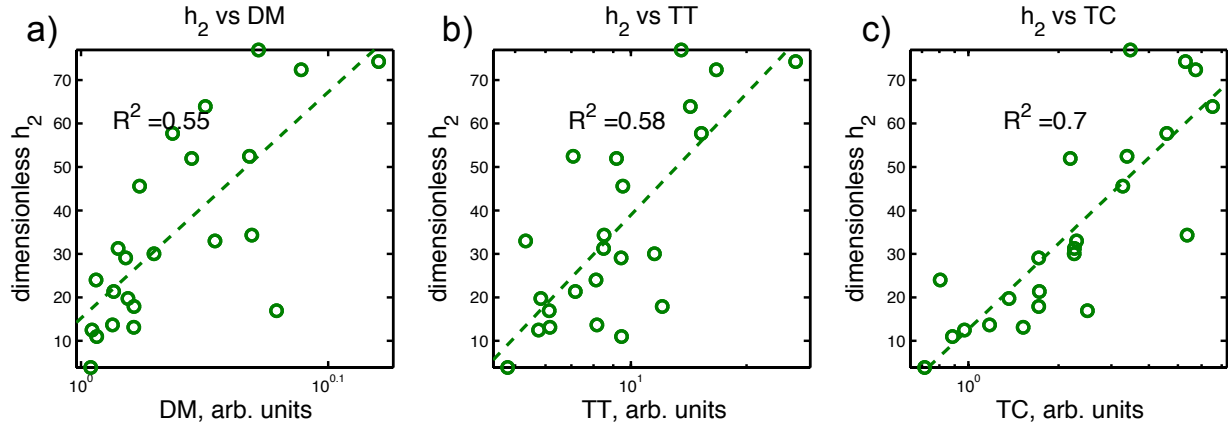 a)
h2 vs DM
R2 =0.55
dimensionless h2
70
60
50
40
30
20
10
10^0
10^0.1
DM, arb. units
b)
h2 vs TT
R2 =0.58
dimensionless h2
70
60
50
40
30
20
10
10^1
TT, arb. units
c)
h2 vs TC
R2 =0.7
dimensionless h2
70
60
50
40
30
20
10
10^0
TC, arb. units